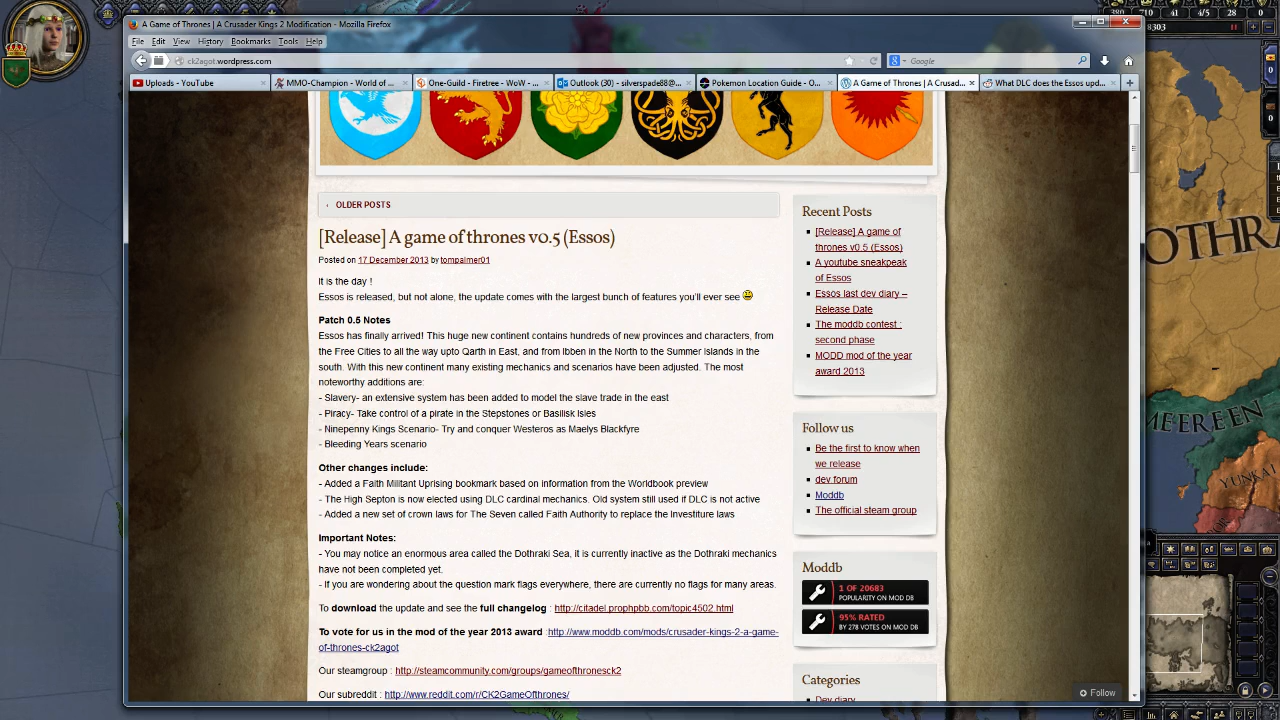 A Game of Thrones | A Crusader Kings 2 Modification - Mozilla Firefox
380 710 41 4/5 28 0
8303
File Edit View History Bookmarks Tools Help
ck2agot.wordpress.com
Google
Uploads - YouTube
MMO-Champion - World of ...
One-Guild - Firetree - WoW - ...
Outlook (30) - silverspade88@...
Pokemon Location Guide - O...
A Game of Thrones | A Crusad...
What DLC does the Essos upd...
OLDER POSTS
[Release] A game of thrones v0.5 (Essos)
Posted on 17 December 2013 by tompalmer01
It is the day !
Essos is released, but not alone, the update comes with the largest bunch of features you'll ever see
Patch 0.5 Notes
Essos has finally arrived! This huge new continent contains hundreds of new provinces and characters, from
the Free Cities to all the way upto Qarth in East, and from Ibben in the North to the Summer Islands in the
south. With this new continent many existing mechanics and scenarios have been adjusted. The most
noteworthy additions are:
- Slavery- an extensive system has been added to model the slave trade in the east
- Piracy- Take control of a pirate in the Stepstones or Basilisk Isles
- Ninepenny Kings Scenario- Try and conquer Westeros as Maelys Blackfyre
- Bleeding Years scenario
Other changes include:
- Added a Faith Militant Uprising bookmark based on information from the Worldbook preview
- The High Septon is now elected using DLC cardinal mechanics. Old system still used if DLC is not active
- Added a new set of crown laws for The Seven called Faith Authority to replace the Investiture laws
Important Notes:
- You may notice an enormous area called the Dothraki Sea, it is currently inactive as the Dothraki mechanics
have not been completed yet.
- If you are wondering about the question mark flags everywhere, there are currently no flags for many areas.
To download the update and see the full changelog : http://citadel.prophpbb.com/topic4502.html
To vote for us in the mod of the year 2013 award http://www.moddb.com/mods/crusader-kings-2-a-game-
of-thrones-ck2agot
Our steamgroup : http://steamcommunity.com/groups/gameofthronesck2
Our subreddit : http://www.reddit.com/r/CK2GameOfthrones/
Recent Posts
[Release] A game of
thrones v0.5 (Essos)
A youtube sneakpeak
of Essos
Essos last dev diary –
Release Date
The moddb contest :
second phase
MODD mod of the year
award 2013
Follow us
Be the first to know when
we release
dev forum
Moddb
The official steam group
Moddb
1 OF 20683
POPULARITY ON MOD DB
95% RATED
BY 278 VOTES ON MOD DB
Categories
Dev diary
Follow
OTHRA
MEEREEN
YUNKA